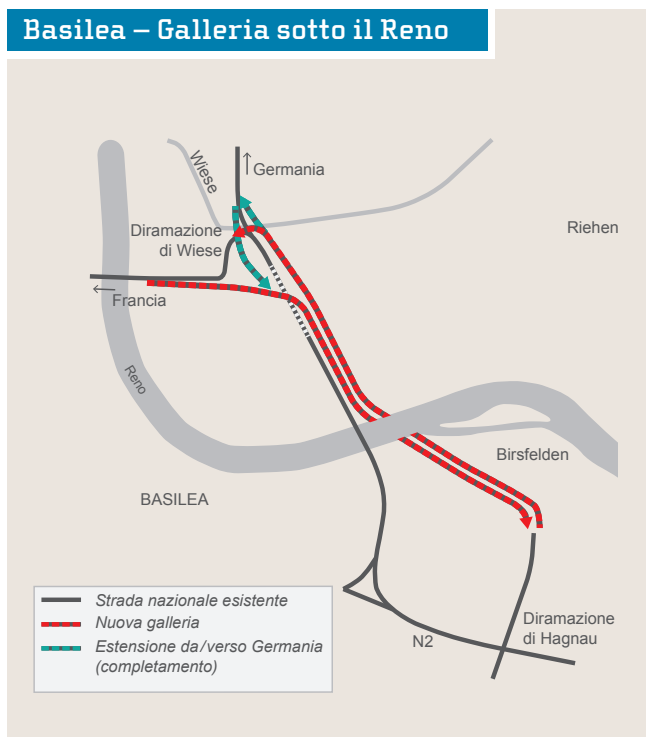 Basilea – Galleria sotto il Reno
Wiese
Germania
Riehen
Diramazione
di Wiese
Francia
Reno
Birsfelden
BASILEA
Strada nazionale esistente
Nuova galleria
Estensione da/verso Germania
(completamento)
Diramazione
di Hagnau
N2